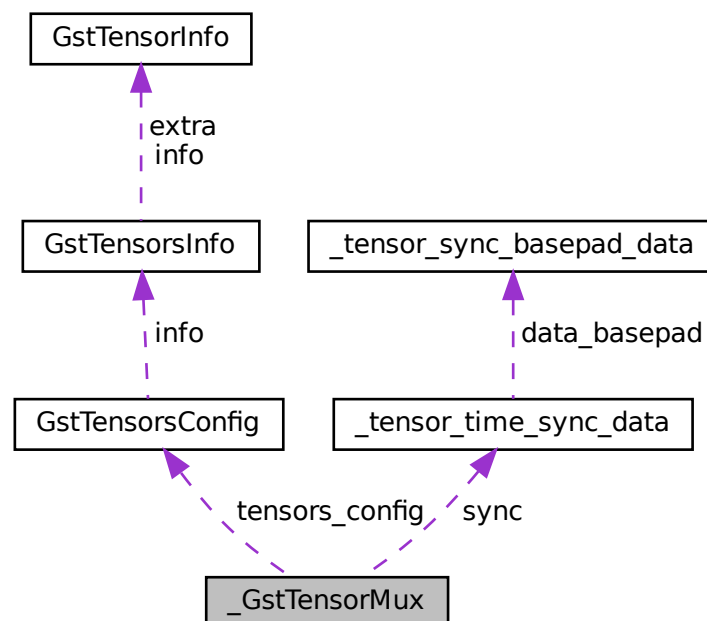 GstTensorInfo
extra
info
GstTensorsInfo
_tensor_sync_basepad_data
info
data_basepad
GstTensorsConfig
_tensor_time_sync_data
tensors_config
sync
_GstTensorMux